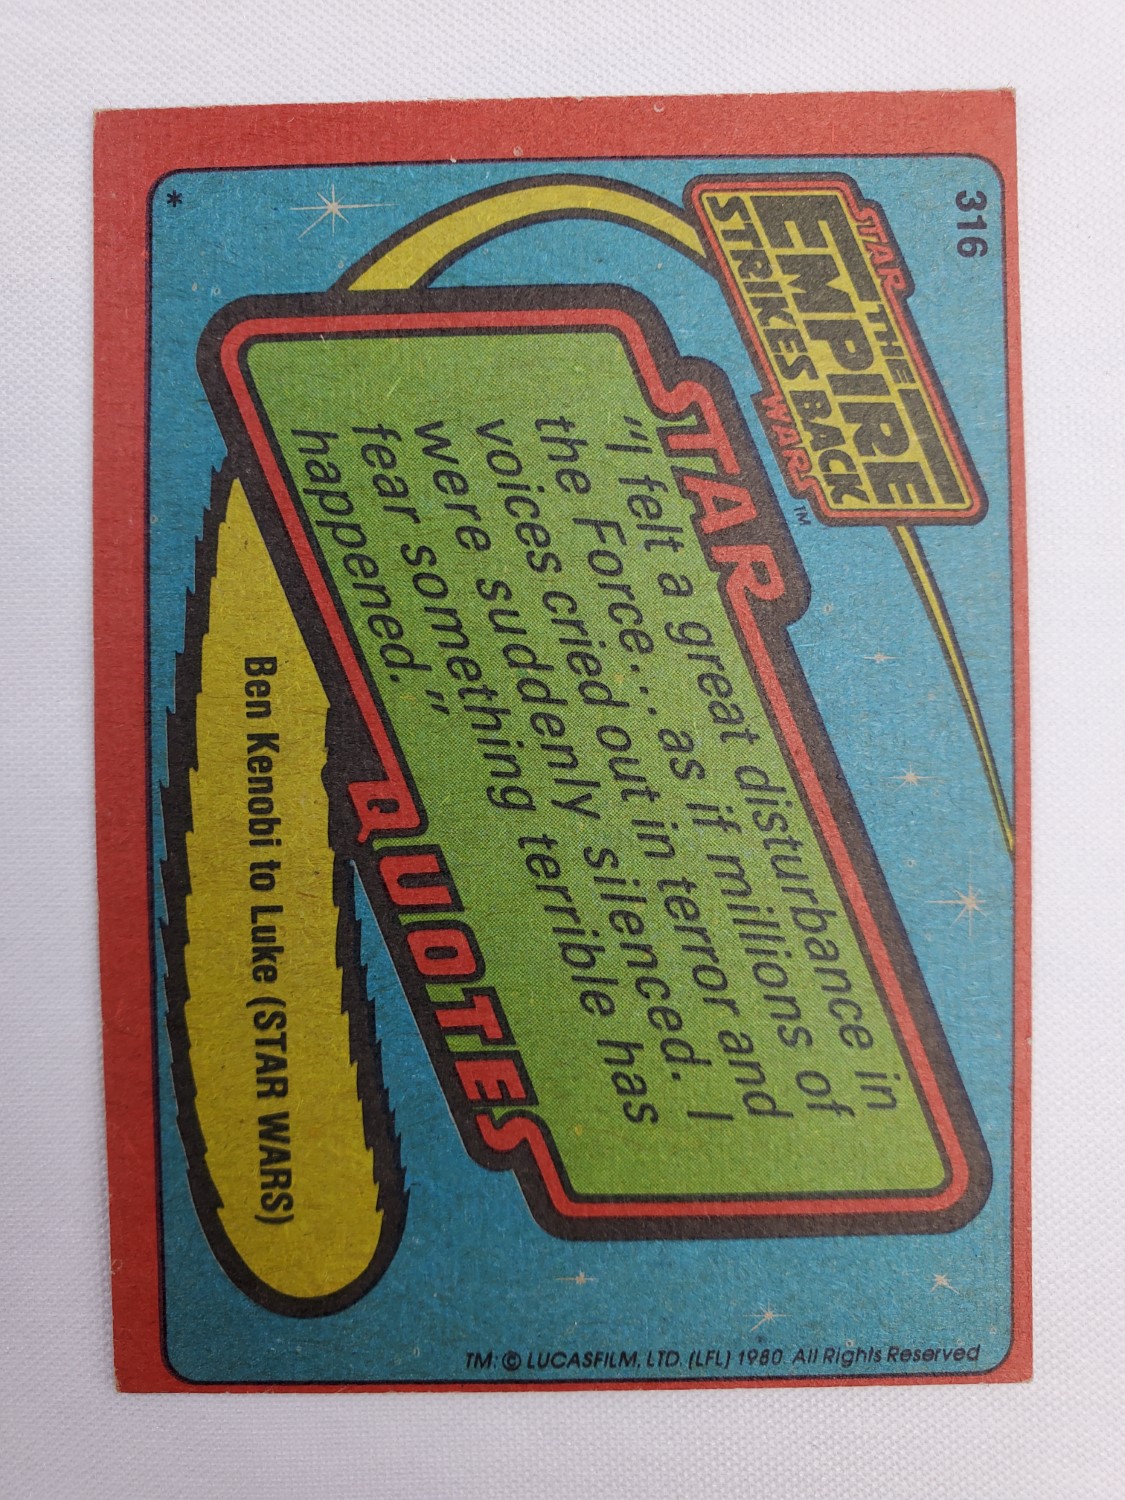 316
STAR
THE
EMPIRE
STRIKES BACK
WARS
TM
STAR
"I felt a great disturbance in
the Force... as if millions of
voices cried out in terror and
were suddenly silenced. I
fear something terrible has
happened."
QUOTES
Ben Kenobi to Luke (STAR WARS)
*
TM: © LUCASFILM, LTD. (LFL) 1980. All Rights Reserved